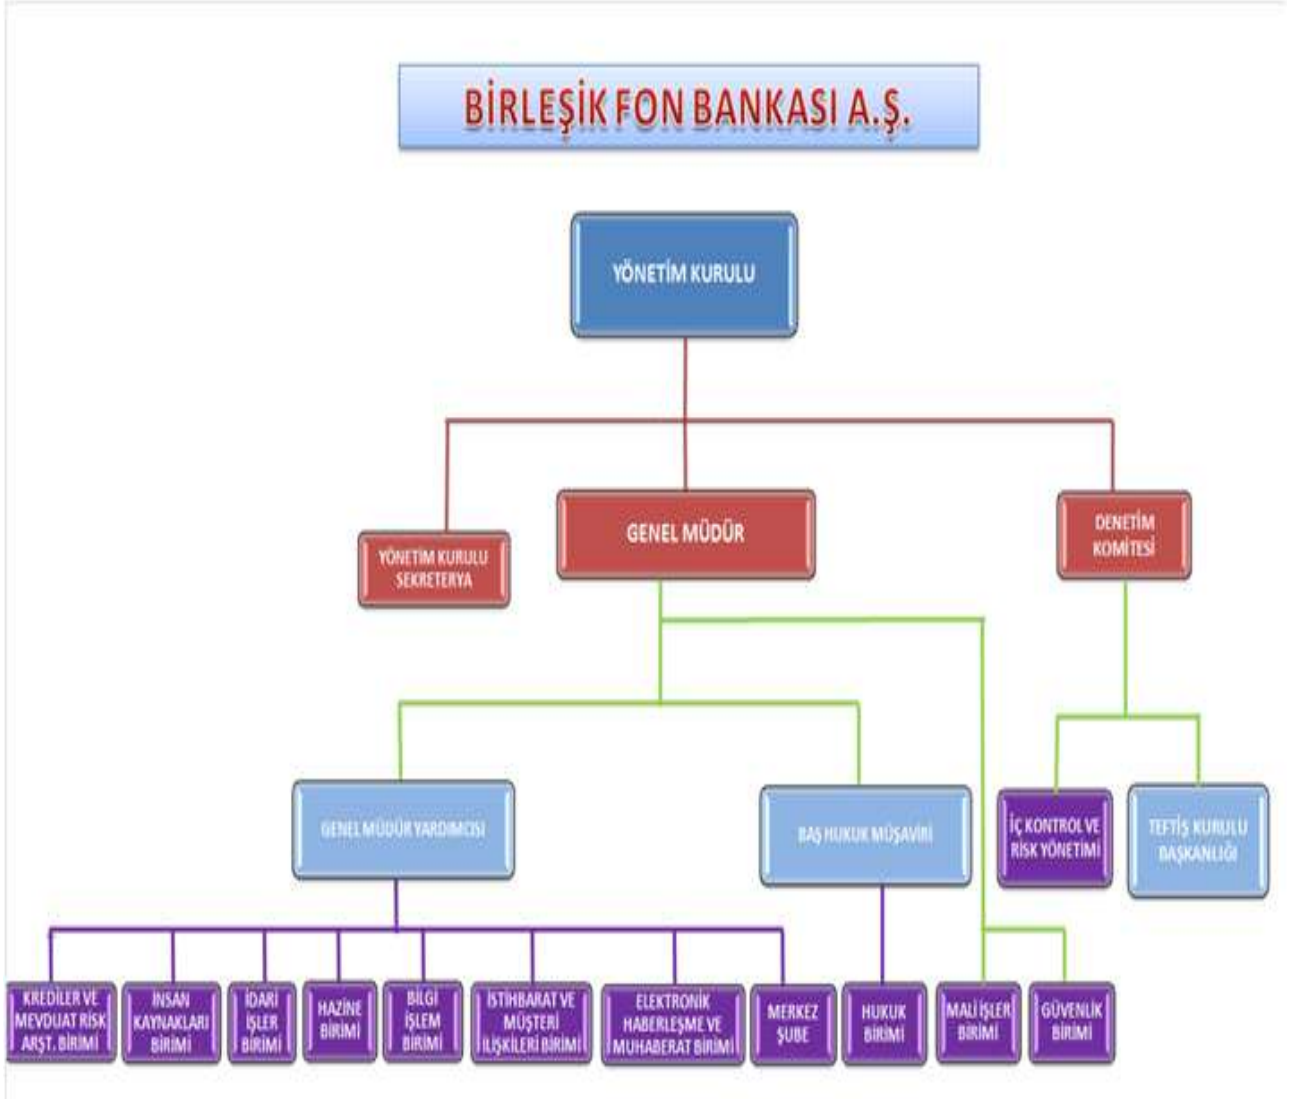 BİRLEŞİK FON BANKASI A.Ş.
YÖNETİM KURULU
YÖNETİM KURULU
SEKRETERYA
GENEL MÜDÜR
DENETİM
KOMİTESİ
GENEL MÜDÜR YARDIMCISI
BAŞ HUKUK MÜŞAVİRİ
İÇ KONTROL VE
RİSK YÖNETİMİ
TEFTİŞ KURULU
BAŞKANLIĞI
KREDİLER VE
MEVDUAT RİSK
ARŞT. BİRİMİ
İNSAN
KAYNAKLARI
BİRİMİ
İDARİ
İŞLER
BİRİMİ
HAZİNE
BİRİMİ
BİLGİ
İŞLEM
BİRİMİ
İSTİHBARAT VE
MÜŞTERİ
İLİŞKİLERİ BİRİMİ
ELEKTRONİK
HABERLEŞME VE
MUHABERAT BİRİMİ
MERKEZ
ŞUBE
HUKUK
BİRİMİ
MALİ İŞLER
BİRİMİ
GÜVENLİK
BİRİMİ